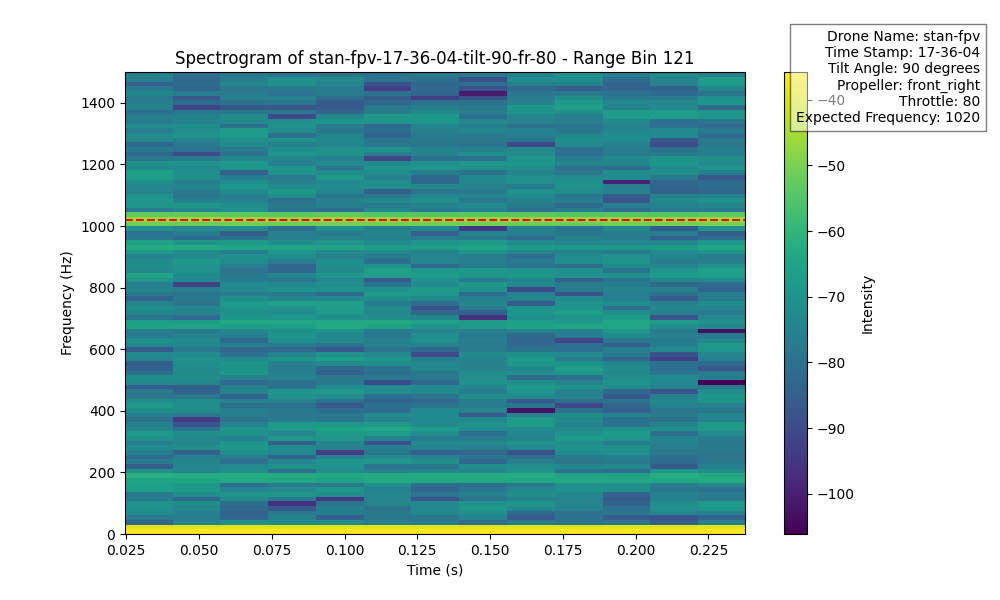 Spectrogram of stan-fpv-17-36-04-tilt-90-fr-80 - Range Bin 121
Drone Name: stan-fpv
Time Stamp: 17-36-04
Tilt Angle: 90 degrees
Propeller: front_right
Throttle: 80
Expected Frequency: 1020
Frequency (Hz)
1400
1200
1000
800
600
400
200
0
0.025
0.050
0.075
0.100
0.125
0.150
0.175
0.200
0.225
Time (s)
−40
−50
−60
−70
−80
−90
−100
Intensity